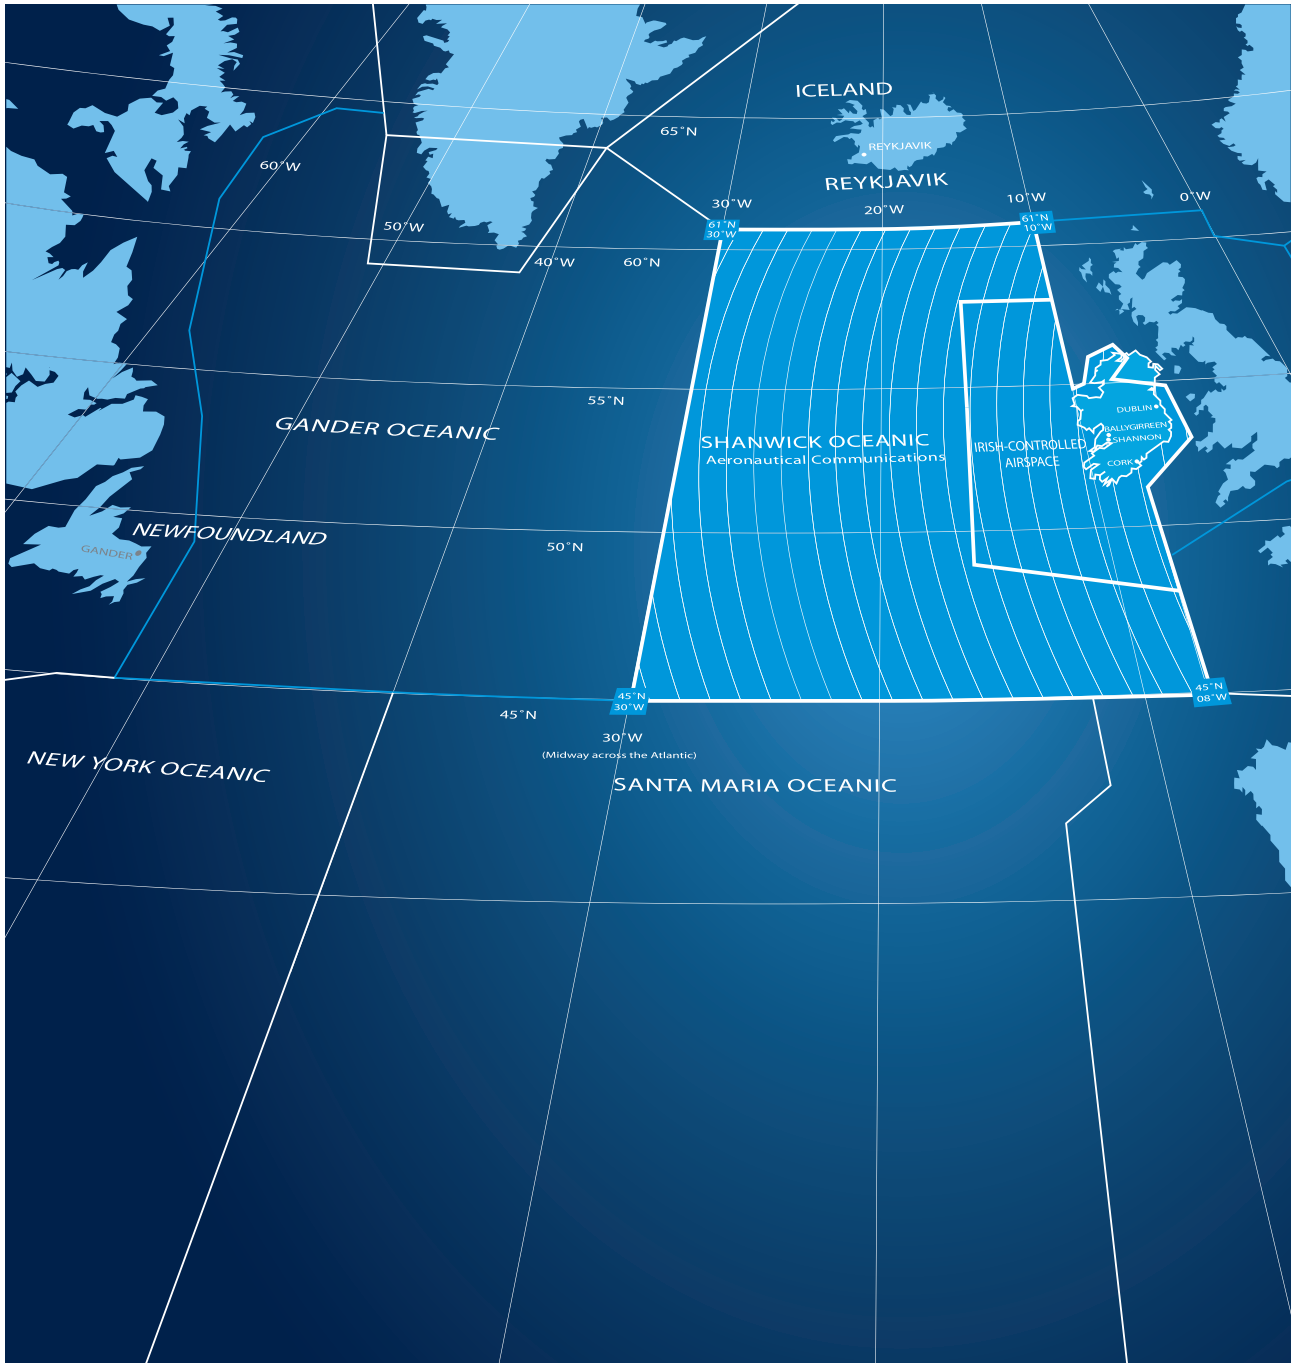 ICELAND
REYKJAVIK
REYKJAVIK
65˚N
60˚W
50˚W
40˚W
60˚N
30˚W
20˚W
10˚W
0˚W
61˚N
30˚W
61˚N
10˚W
55˚N
GANDER OCEANIC
SHANWICK OCEANIC
Aeronautical Communications
IRISH-CONTROLLED
AIRSPACE
DUBLIN
BALLYGIRREEN
SHANNON
CORK
NEWFOUNDLAND
GANDER
50˚N
45˚N
30˚W
45˚N
08˚W
45˚N
30˚W
(Midway across the Atlantic)
NEW YORK OCEANIC
SANTA MARIA OCEANIC